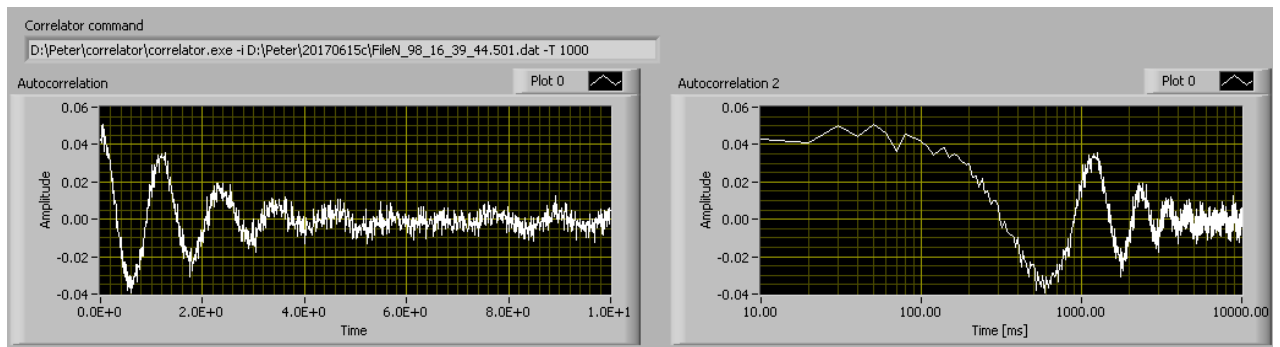 Correlator command
D:\Peter\correlator\correlator.exe -i D:\Peter\20170615c\FileN_98_16_39_44.501.dat -T 1000
Autocorrelation
Plot 0
0.06
0.04
0.02
0.00
-0.02
-0.04
Amplitude
0.0E+0 2.0E+0 4.0E+0 6.0E+0 8.0E+0 1.0E+1
Time
Autocorrelation 2
Plot 0
0.06
0.04
0.02
0.00
-0.02
-0.04
Amplitude
10.00 100.00 1000.00 10000.00
Time [ms]